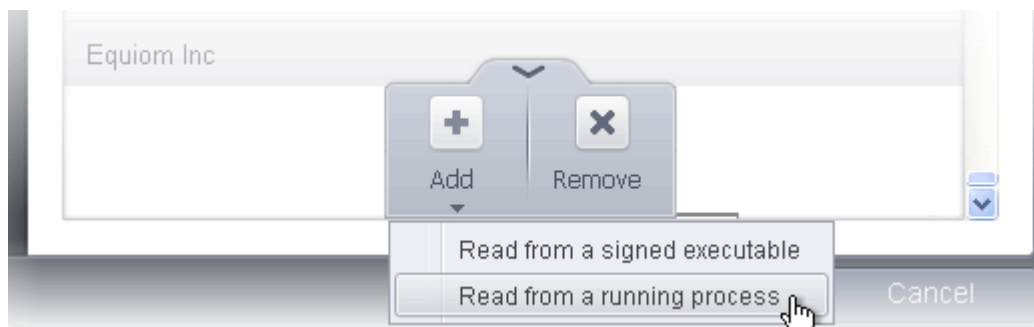 Equiom Inc
Add Remove
Read from a signed executable
Read from a running process
Cancel